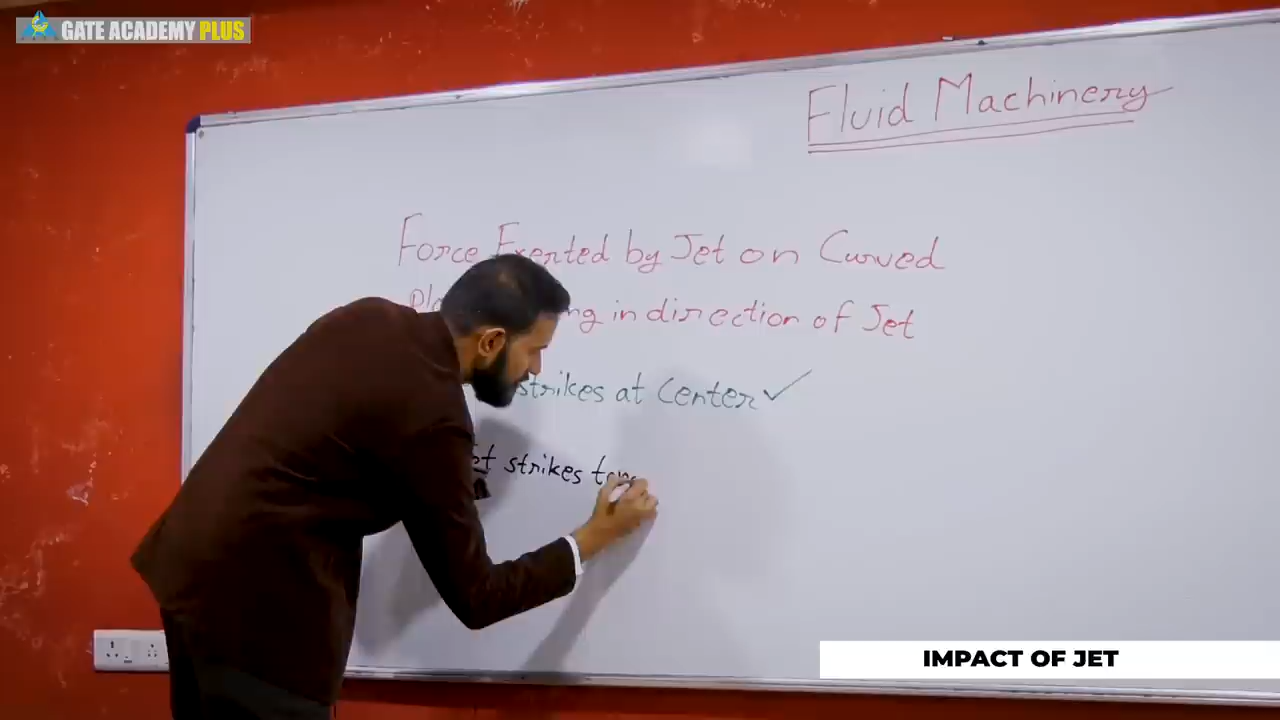 GATE ACADEMY PLUS
Fluid Machinery
Force Exerted by Jet on Curved
in direction of Jet
strikes at Center ✓
strikes
IMPACT OF JET